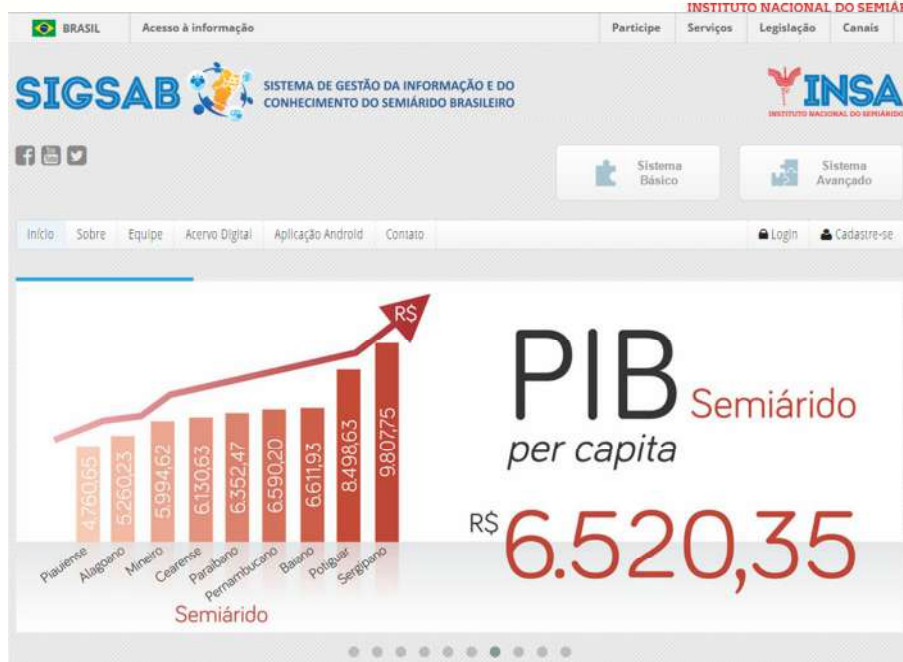 INSTITUTO NACIONAL DO SEMIÁR
BRASIL Acesso à informação Participe Serviços Legislação Canais
SIGSAB
SISTEMA DE GESTÃO DA INFORMAÇÃO E DO
CONHECIMENTO DO SEMIÁRIDO BRASILEIRO
INSA
INSTITUTO NACIONAL DO SEMIÁRIDO
f You Tube
Sistema
Básico
Sistema
Avançado
Início Sobre Equipe Acervo Digital Aplicação Android Contato Login Cadastre-se
R$
4.760,65 5.260,23 5.994,62 6.130,63 6.352,47 6.590,20 6.611,93 8.498,63 9.807,75
Piauiense Alagoano Mineiro Cearense Paraibano Pernambucano Baiano Potiguar Sergipano
Semiárido
PIB Semiárido
per capita
R$ 6.520,35